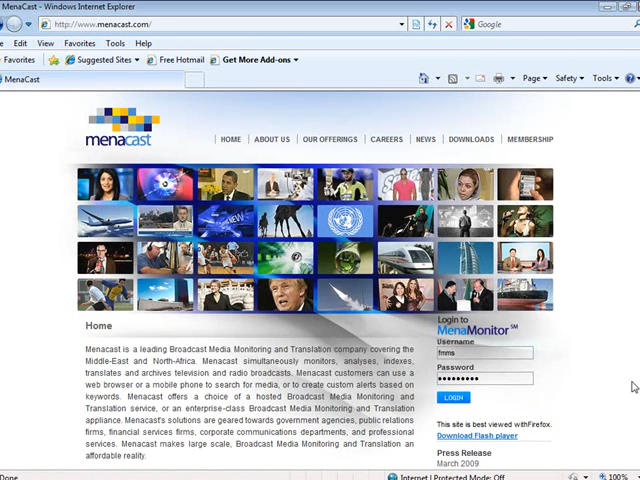 MenaCast - Windows Internet Explorer
http://www.menacast.com/
Google
Edit View Favorites Tools Help
Favorites Suggested Sites Free Hotmail Get More Add-ons
MenaCast
Page Safety Tools
menacast
HOME ABOUT US OUR OFFERINGS CAREERS NEWS DOWNLOADS MEMBERSHIP
Home
Menacast is a leading Broadcast Media Monitoring and Translation company covering the
Middle-East and North-Africa. Menacast simultaneously monitors, analyses, indexes,
translates and archives television and radio broadcasts. Menacast customers can use a
web browser or a mobile phone to search for media, or to create custom alerts based on
keywords. Menacast offers a choice of a hosted Broadcast Media Monitoring and
Translation service, or an enterprise-class Broadcast Media Monitoring and Translation
appliance. Menacast's solutions are geared towards government agencies, public relations
firms, financial services firms, corporate communications departments, and professional
services. Menacast makes large scale, Broadcast Media Monitoring and Translation an
affordable reality.
Login to
MenaMonitor SM
Username
fmms
Password
LOGIN
This site is best viewed withFirefox.
Download Flash player
Press Release
March 2009
Done
Internet | Protected Mode: Off
100%